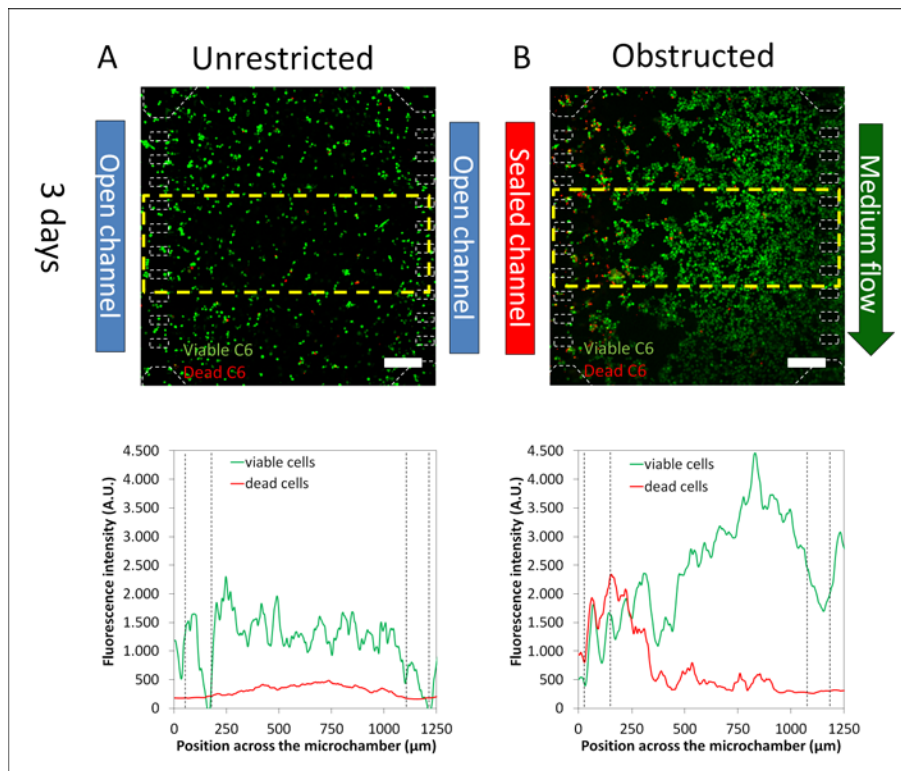 A
Unrestricted
B
Obstructed
3 days
Open channel
Open channel
Sealed channel
Medium flow
Viable C6
Dead C6
Viable C6
Dead C6
Fluorescence intensity (A.U.)
4.500
4.000
3.500
3.000
2.500
2.000
1.500
1.000
500
0
viable cells
dead cells
0 250 500 750 1000 1250
Position across the microchamber (µm)
Fluorescence intensity (A.U.)
4.500
4.000
3.500
3.000
2.500
2.000
1.500
1.000
500
0
viable cells
dead cells
0 250 500 750 1000 1250
Position across the microchamber (µm)